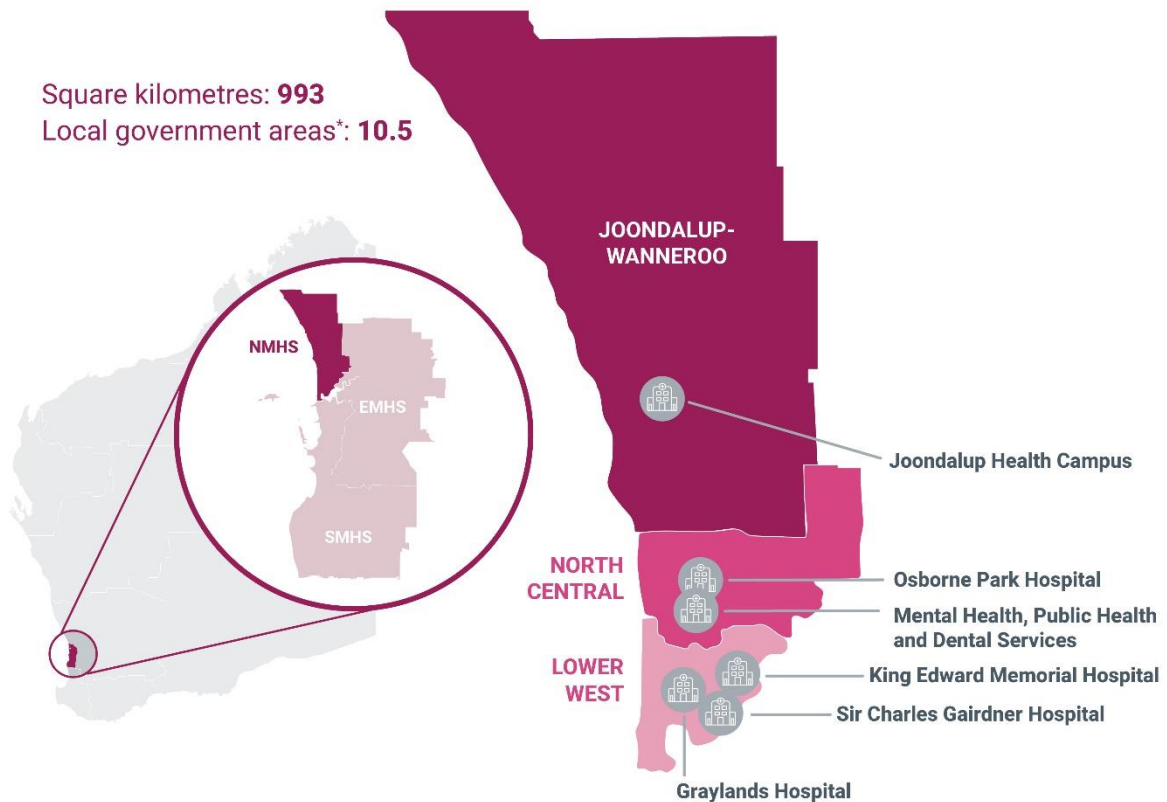 Square kilometres: 993
Local government areas*: 10.5
JOONDALUP-
WANNEROO
NMHS
EMHS
SMHS
Joondalup Health Campus
NORTH
CENTRAL
Osborne Park Hospital
Mental Health, Public Health
and Dental Services
LOWER
WEST
King Edward Memorial Hospital
Sir Charles Gairdner Hospital
Graylands Hospital